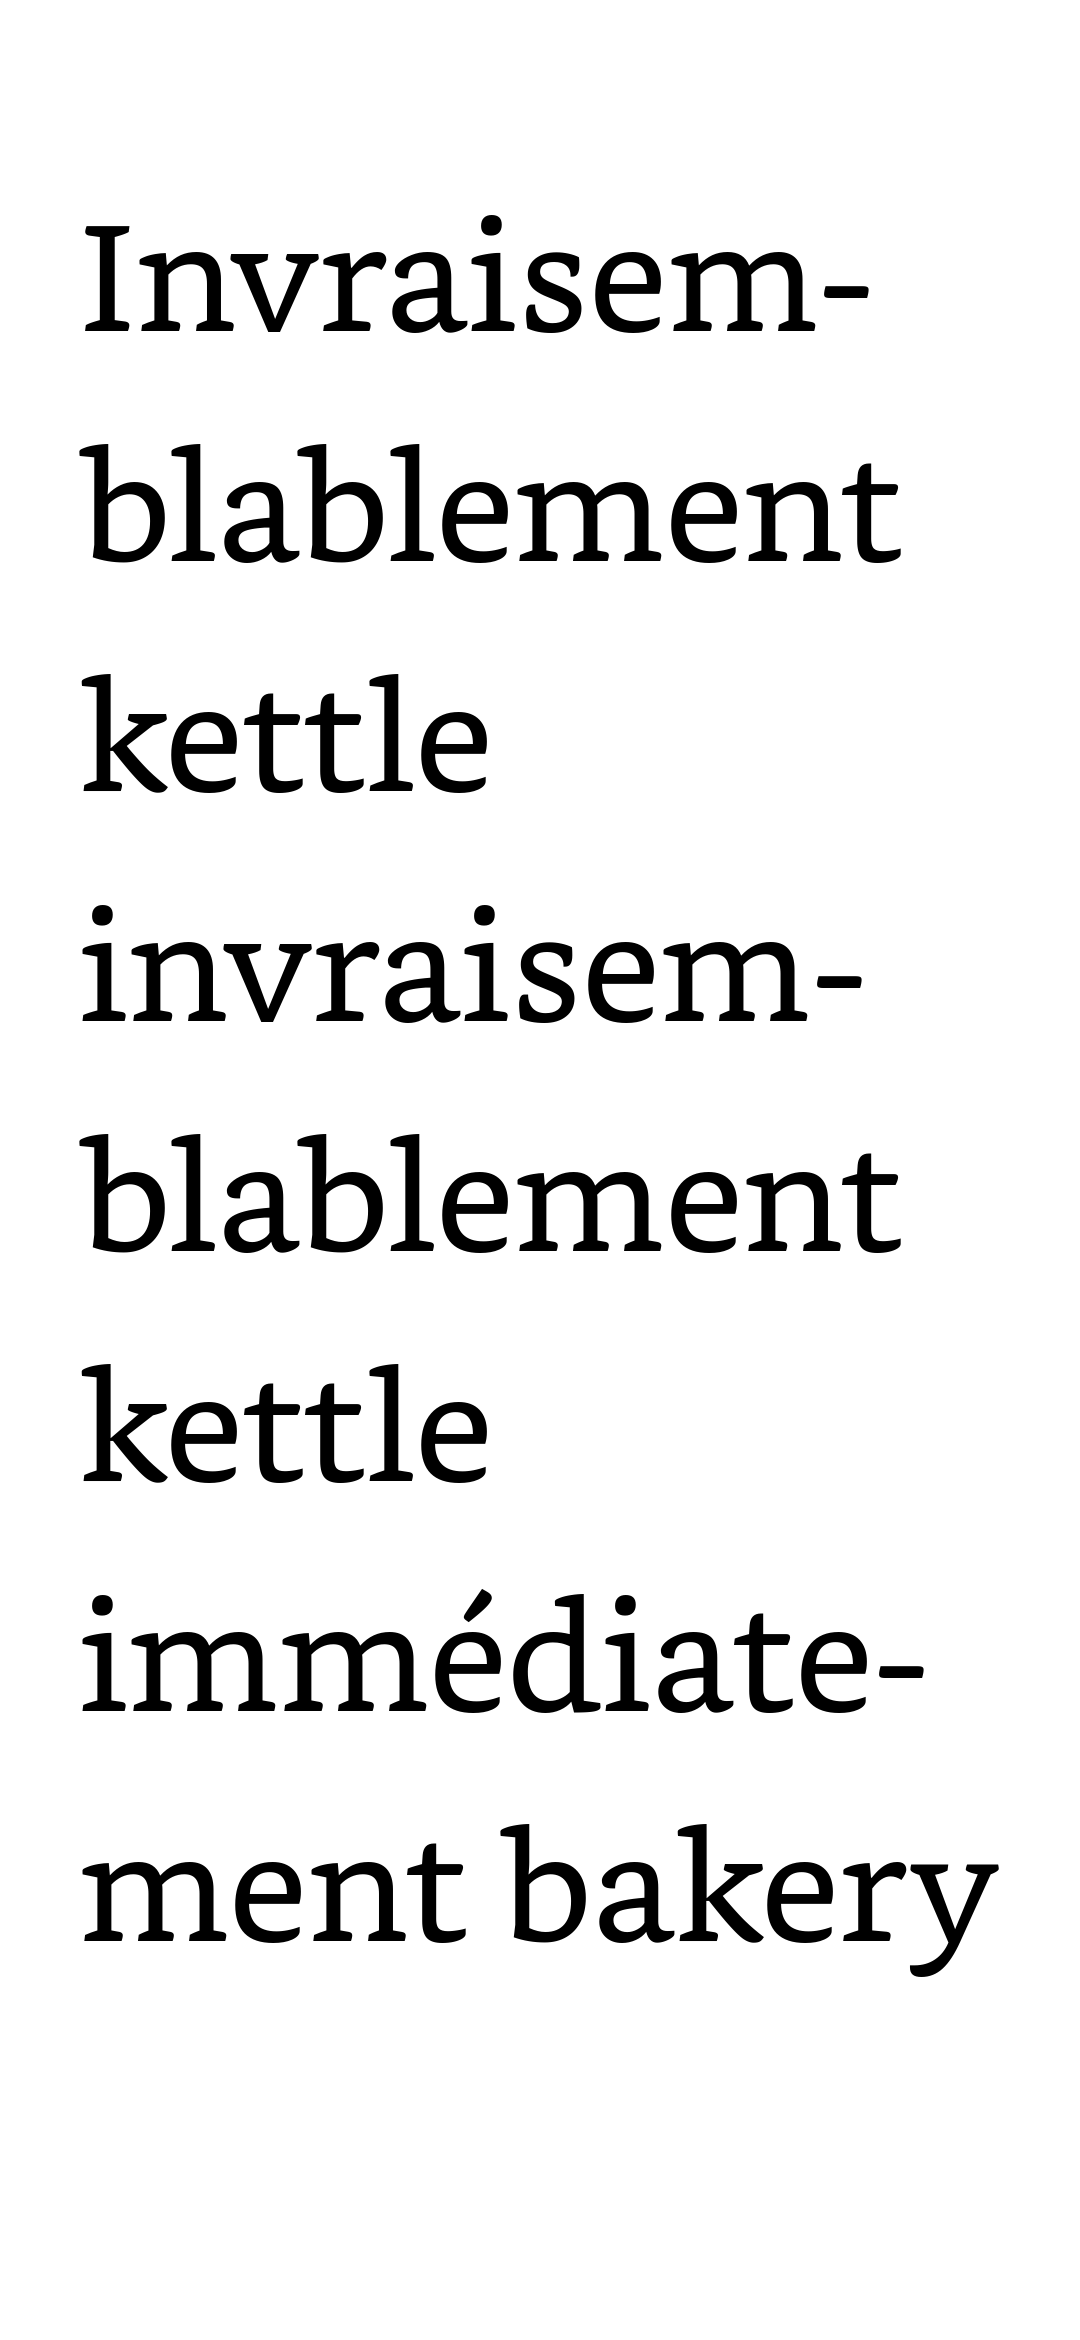 Invraisem-
blablement
kettle
invraisem-
blablement
kettle
immédiate-
ment bakery